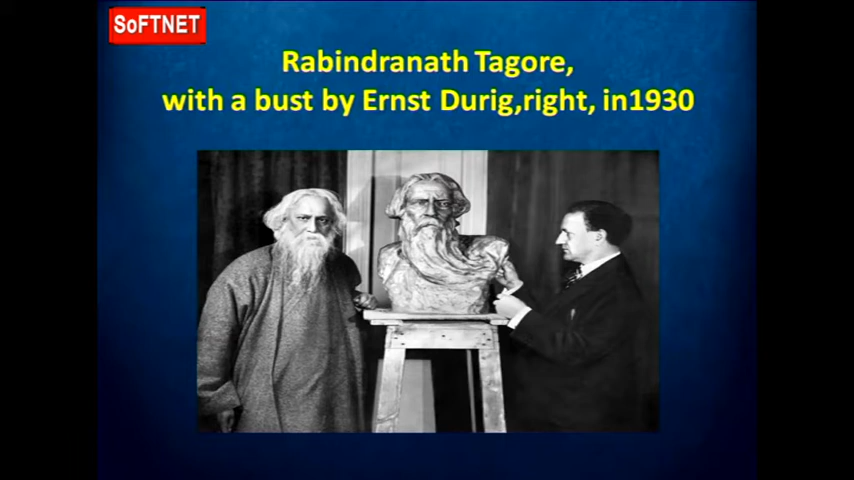 SoFTNET
Rabindranath Tagore,
with a bust by Ernst Durig,right, in1930